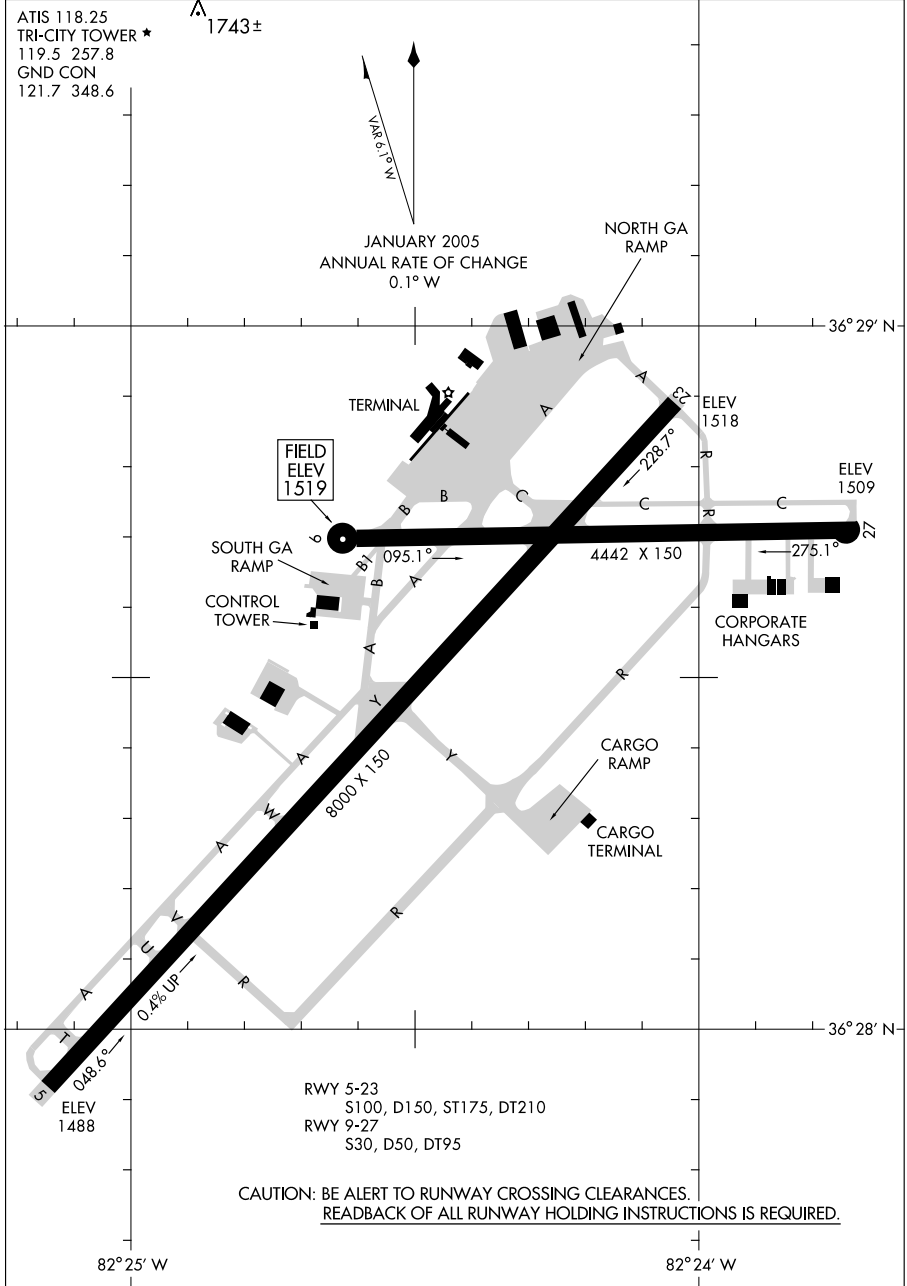 ATIS 118.25
TRI-CITY TOWER ★
119.5 257.8
GND CON
121.7 348.6
1743±
VAR 6.1° W
JANUARY 2005
ANNUAL RATE OF CHANGE
0.1° W
NORTH GA
RAMP
36° 29' N
TERMINAL
A
A
23
ELEV
1518
228.7°
FIELD
ELEV
1519
R
ELEV
1509
B
B
C
C
R
C
9
095.1°
4442 X 150
275.1°
27
SOUTH GA
RAMP
B1
B
A
CONTROL
TOWER
CORPORATE
HANGARS
A
R
Y
A
W
8000 X 150
Y
CARGO
RAMP
A
CARGO
TERMINAL
V
R
U
R
A
0.4% UP
T
36° 28' N
048.6°
5
ELEV
1488
RWY 5-23
S100, D150, ST175, DT210
RWY 9-27
S30, D50, DT95
CAUTION: BE ALERT TO RUNWAY CROSSING CLEARANCES.
READBACK OF ALL RUNWAY HOLDING INSTRUCTIONS IS REQUIRED.
82° 25' W
82° 24' W